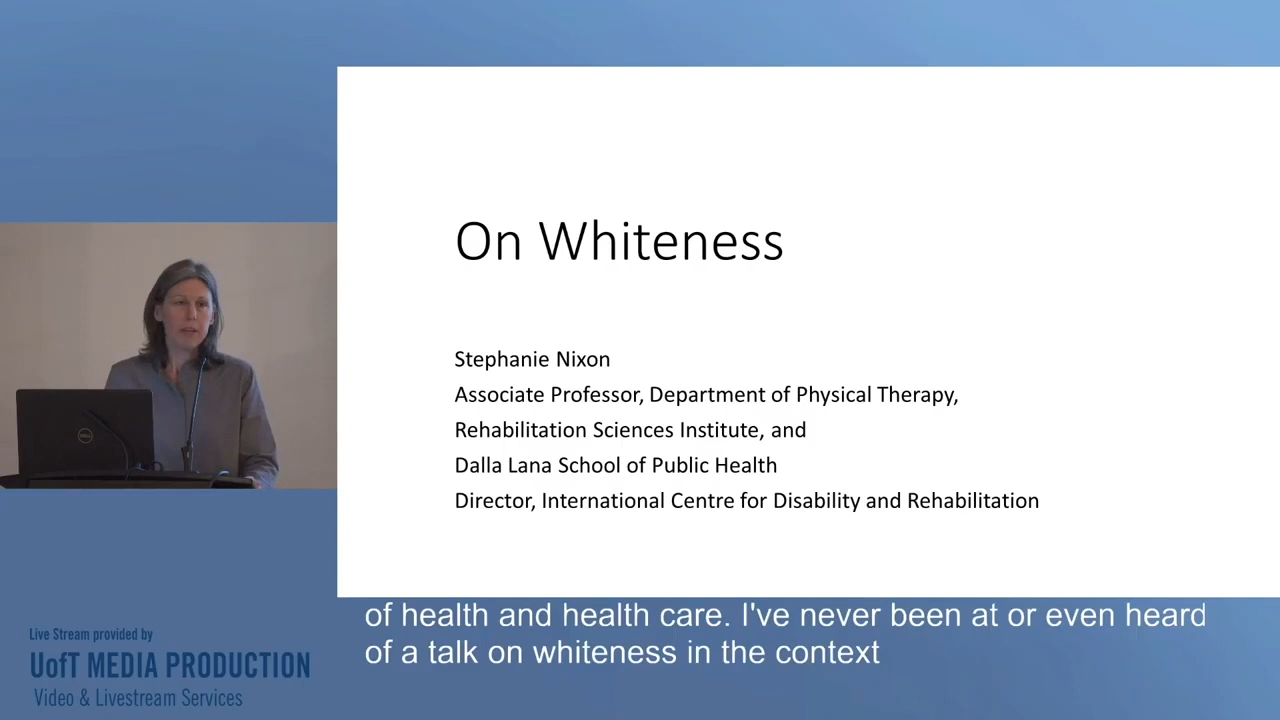 On Whiteness
Stephanie Nixon
Associate Professor, Department of Physical Therapy,
Rehabilitation Sciences Institute, and
Dalla Lana School of Public Health
Director, International Centre for Disability and Rehabilitation
DELL
of health and health care. I've never been at or even heard
of a talk on whiteness in the context
Live Stream provided by
UofT MEDIA PRODUCTION
Video & Livestream Services